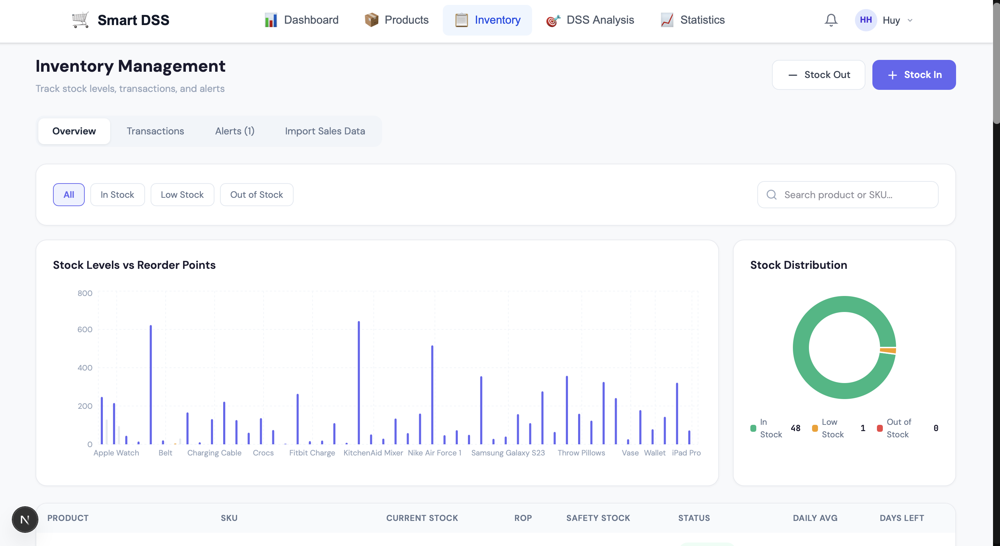 Smart DSS
Dashboard
Products
Inventory
DSS Analysis
Statistics
HH
Huy
Inventory Management
Track stock levels, transactions, and alerts
Stock Out
Stock In
Overview
Transactions
Alerts (1)
Import Sales Data
All
In Stock
Low Stock
Out of Stock
Search product or SKU...
Stock Levels vs Reorder Points
800
600
400
200
0
Apple Watch
Belt
Charging Cable
Crocs
Fitbit Charge
KitchenAid Mixer
Nike Air Force 1
Samsung Galaxy S23
Throw Pillows
Vase
Wallet
iPad Pro
Stock Distribution
In
Stock
48
Low
Stock
1
Out of
Stock
0
N
PRODUCT
SKU
CURRENT STOCK
ROP
SAFETY STOCK
STATUS
DAILY AVG
DAYS LEFT